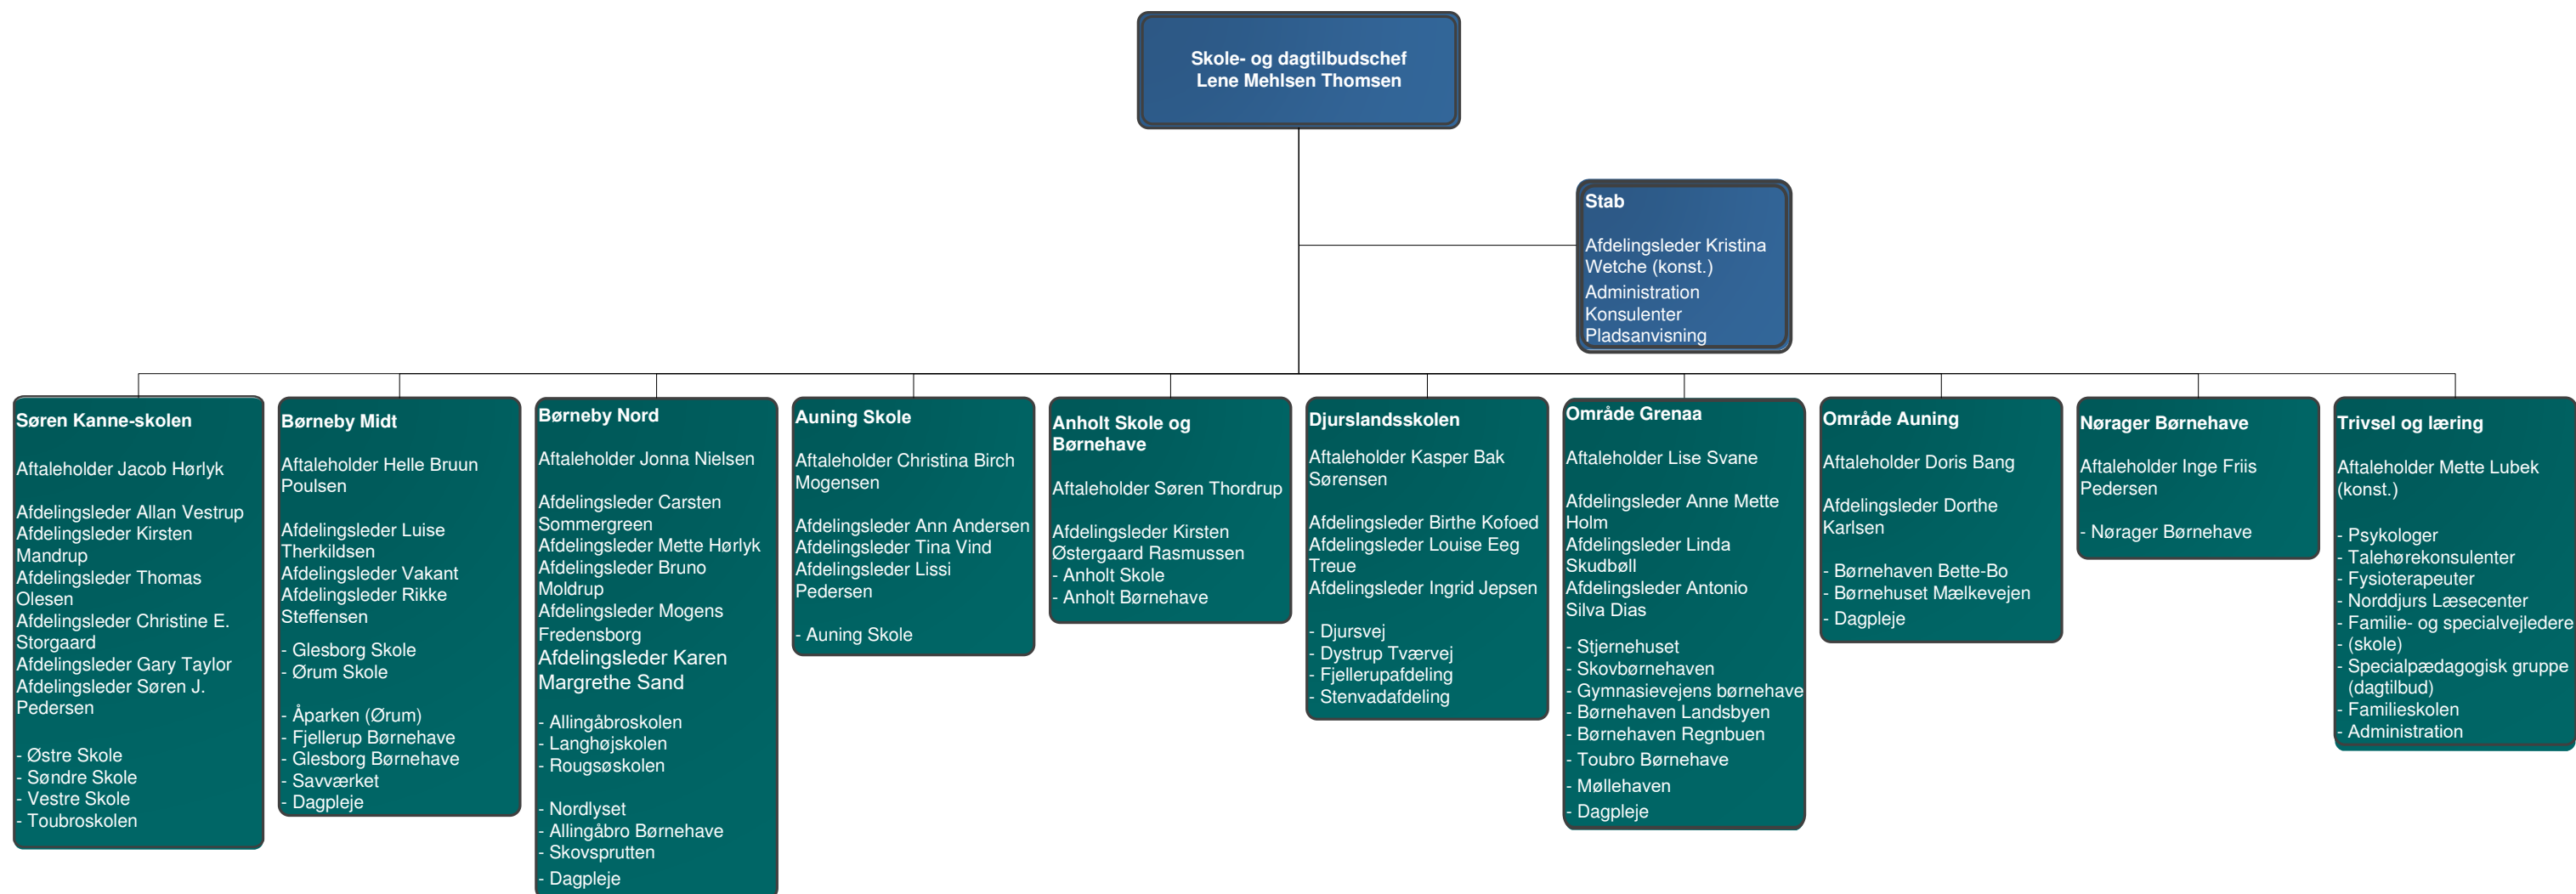 Skole- og dagtilbudschef
Lene Mehlsen Thomsen
Stab
Afdelingsleder Kristina
Wetche (konst.)
Administration
Konsulenter
Pladsanvisning
Søren Kanne-skolen
Aftaleholder Jacob Hørlyk
Afdelingsleder Allan Vestrup
Afdelingsleder Kirsten
Mandrup
Afdelingsleder Thomas
Olesen
Afdelingsleder Christine E.
Storgaard
Afdelingsleder Gary Taylor
Afdelingsleder Søren J.
Pedersen
- Østre Skole
- Søndre Skole
- Vestre Skole
- Toubroskolen
Børneby Midt
Aftaleholder Helle Bruun
Poulsen
Afdelingsleder Luise
Therkildsen
Afdelingsleder Vakant
Afdelingsleder Rikke
Steffensen
- Glesborg Skole
- Ørum Skole
- Åparken (Ørum)
- Fjellerup Børnehave
- Glesborg Børnehave
- Savværket
- Dagpleje
Børneby Nord
Aftaleholder Jonna Nielsen
Afdelingsleder Carsten
Sommergreen
Afdelingsleder Mette Hørlyk
Afdelingsleder Bruno
Moldrup
Afdelingsleder Mogens
Fredensborg
Afdelingsleder Karen
Margrethe Sand
- Allingåbroskolen
- Langhøjskolen
- Rougsøskolen
- Nordlyset
- Allingåbro Børnehave
- Skovsprutten
- Dagpleje
Auning Skole
Aftaleholder Christina Birch
Mogensen
Afdelingsleder Ann Andersen
Afdelingsleder Tina Vind
Afdelingsleder Lissi
Pedersen
- Auning Skole
Anholt Skole og
Børnehave
Aftaleholder Søren Thordrup
Afdelingsleder Kirsten
Østergaard Rasmussen
- Anholt Skole
- Anholt Børnehave
Djurslandsskolen
Aftaleholder Kasper Bak
Sørensen
Afdelingsleder Birthe Kofoed
Afdelingsleder Louise Eeg
Treue
Afdelingsleder Ingrid Jepsen
- Djursvej
- Dystrup Tværvej
- Fjellerupafdeling
- Stenvadafdeling
Område Grenaa
Aftaleholder Lise Svane
Afdelingsleder Anne Mette
Holm
Afdelingsleder Linda
Skudbøll
Afdelingsleder Antonio
Silva Dias
- Stjernehuset
- Skovbørnehaven
- Gymnasievejens børnehave
- Børnehaven Landsbyen
- Børnehaven Regnbuen
- Toubro Børnehave
- Møllehaven
- Dagpleje
Område Auning
Aftaleholder Doris Bang
Afdelingsleder Dorthe
Karlsen
- Børnehaven Bette-Bo
- Børnehuset Mælkevejen
- Dagpleje
Nørager Børnehave
Aftaleholder Inge Friis
Pedersen
- Nørager Børnehave
Trivsel og læring
Aftaleholder Mette Lubek
(konst.)
- Psykologer
- Talehørekonsulenter
- Fysioterapeuter
- Norddjurs Læsecenter
- Familie- og specialvejledere
- (skole)
- Specialpædagogisk gruppe
(dagtilbud)
- Familieskolen
- Administration